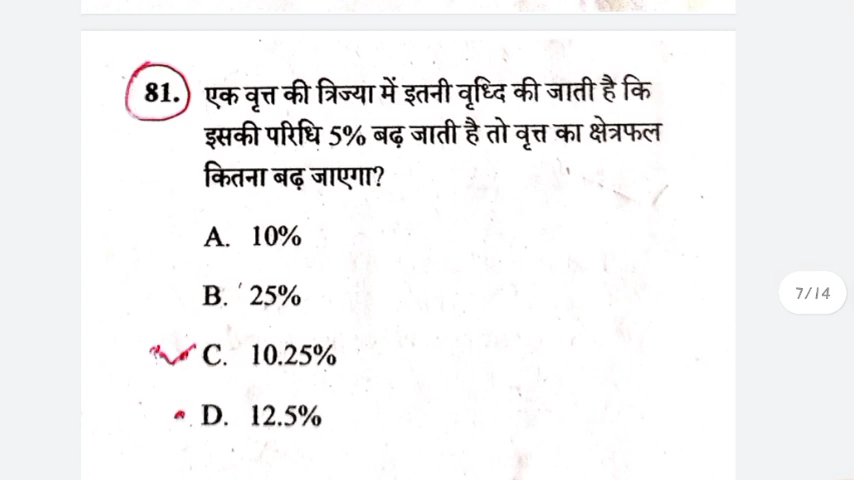 81. एक वृत्त की त्रिज्या में इतनी वृध्दि की जाती है कि
इसकी परिधि 5% बढ़ जाती है तो वृत्त का क्षेत्रफल
कितना बढ़ जाएगा?
A. 10%
B. 25%
C. 10.25%
D. 12.5%
7/14